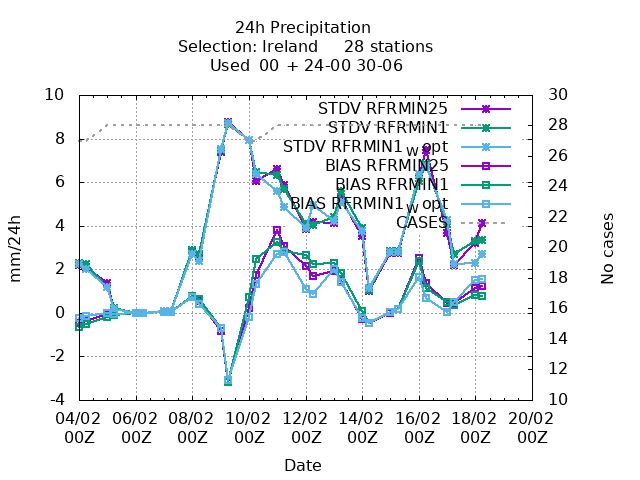 24h Precipitation
Selection: Ireland 28 stations
Used 00 + 24-00 30-06
STDV RFRMIN25
STDV RFRMIN1
STDV RFRMIN1w opt
BIAS RFRMIN25
BIAS RFRMIN1
BIAS RFRMIN1w opt
CASES
mm/24h
10
8
6
4
2
0
-2
-4
No cases
30
28
26
24
22
20
18
16
14
12
10
04/02 06/02 08/02 10/02 12/02 14/02 16/02 18/02 20/02
00Z 00Z 00Z 00Z 00Z 00Z 00Z 00Z 00Z
Date